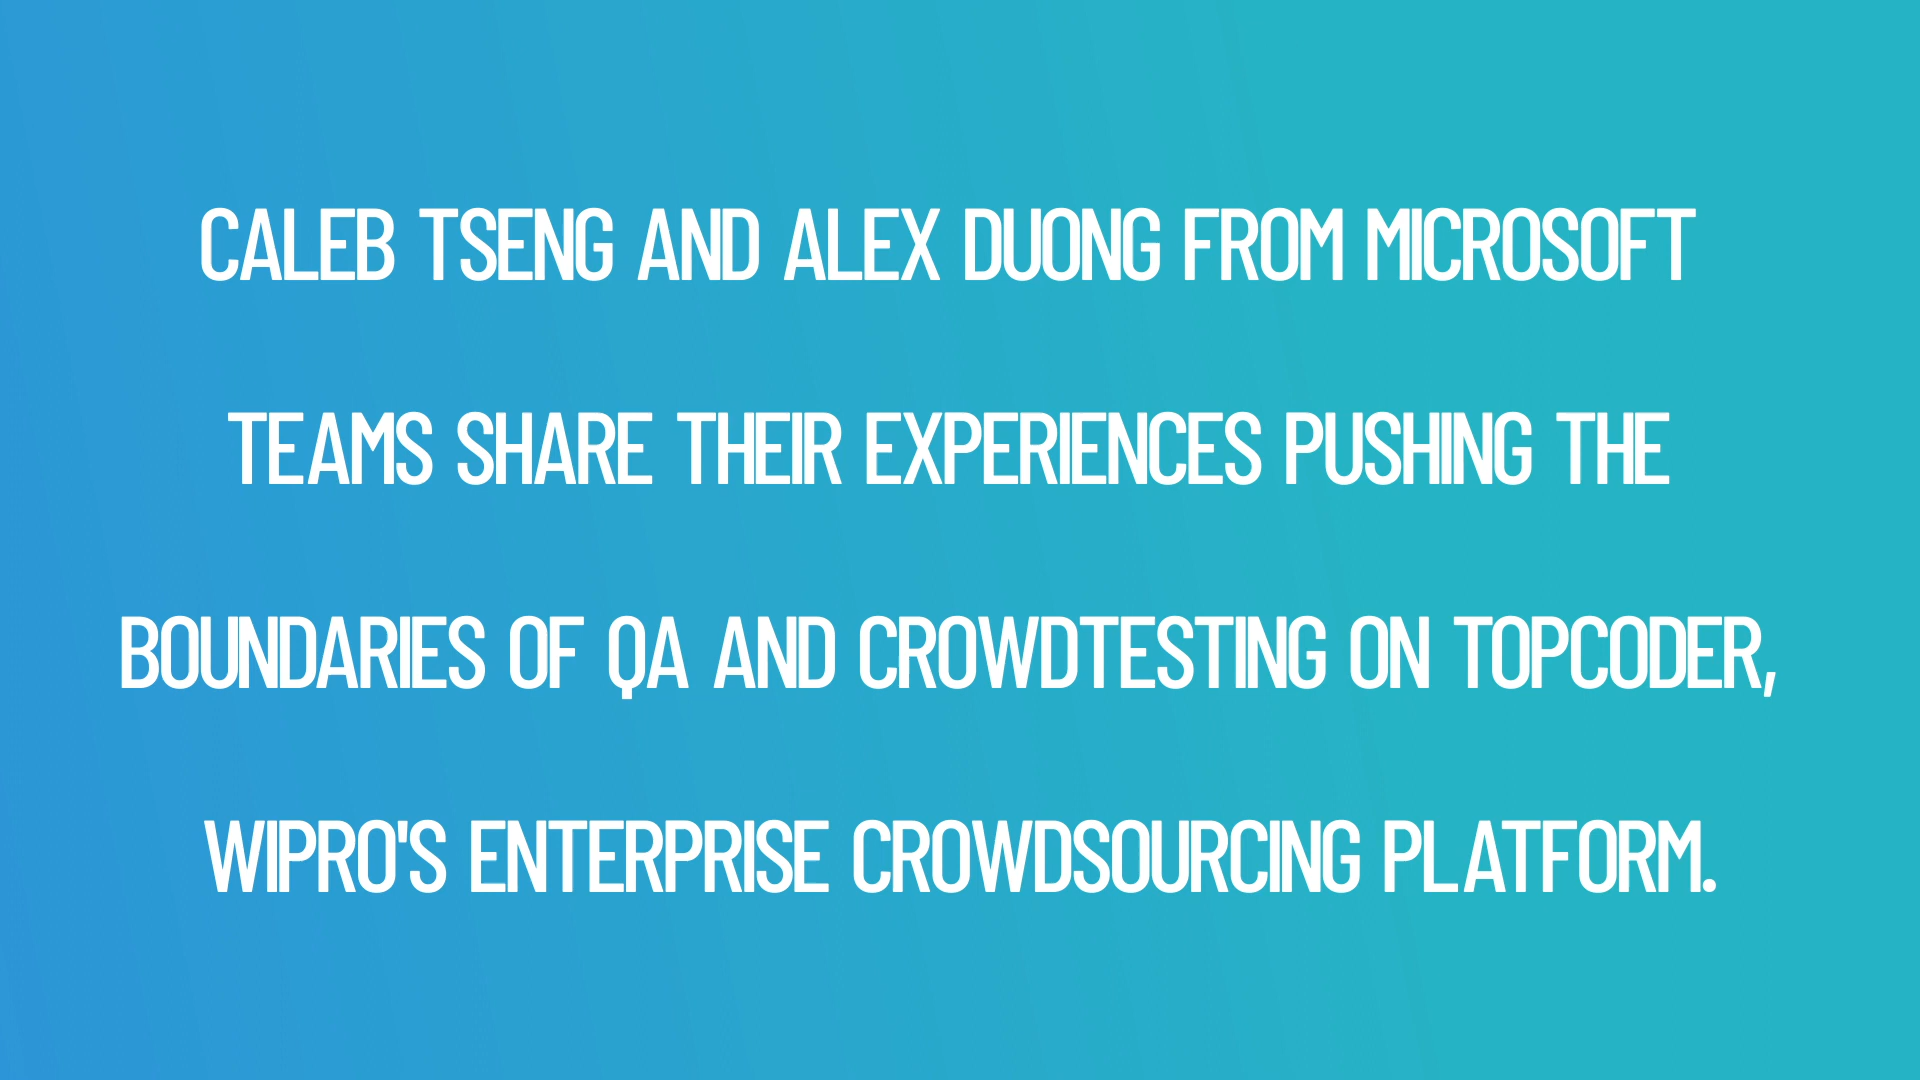 CALEB TSENG AND ALEX DUONG FROM MICROSOFT
TEAMS SHARE THEIR EXPERIENCES PUSHING THE
BOUNDARIES OF QA AND CROWDTESTING ON TOPCODER,
WIPRO'S ENTERPRISE CROWDSOURCING PLATFORM.